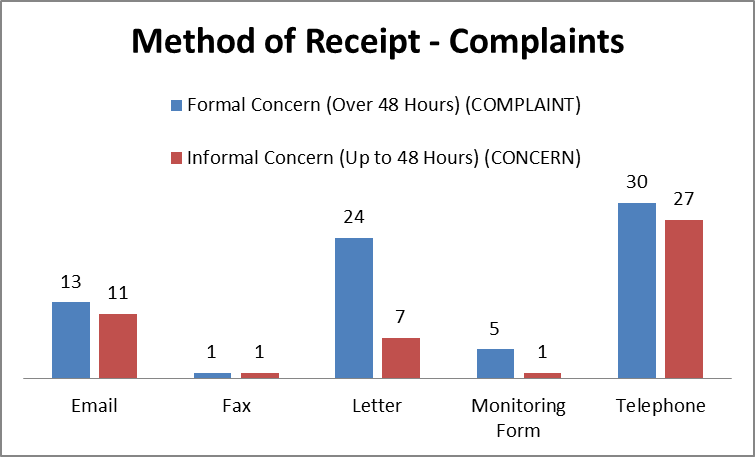 Method of Receipt - Complaints
Formal Concern (Over 48 Hours) (COMPLAINT)
Informal Concern (Up to 48 Hours) (CONCERN)
13
11
1
1
24
7
5
1
30
27
Email
Fax
Letter
Monitoring
Form
Telephone